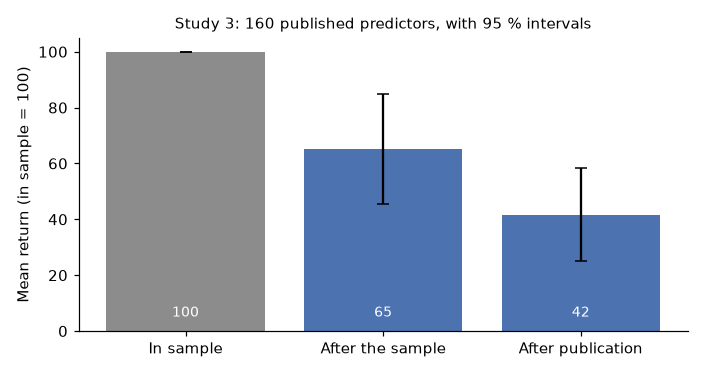 Study 3: 160 published predictors, with 95 % intervals
Mean return (in sample = 100)
100
80
60
40
20
0
100
65
42
In sample
After the sample
After publication